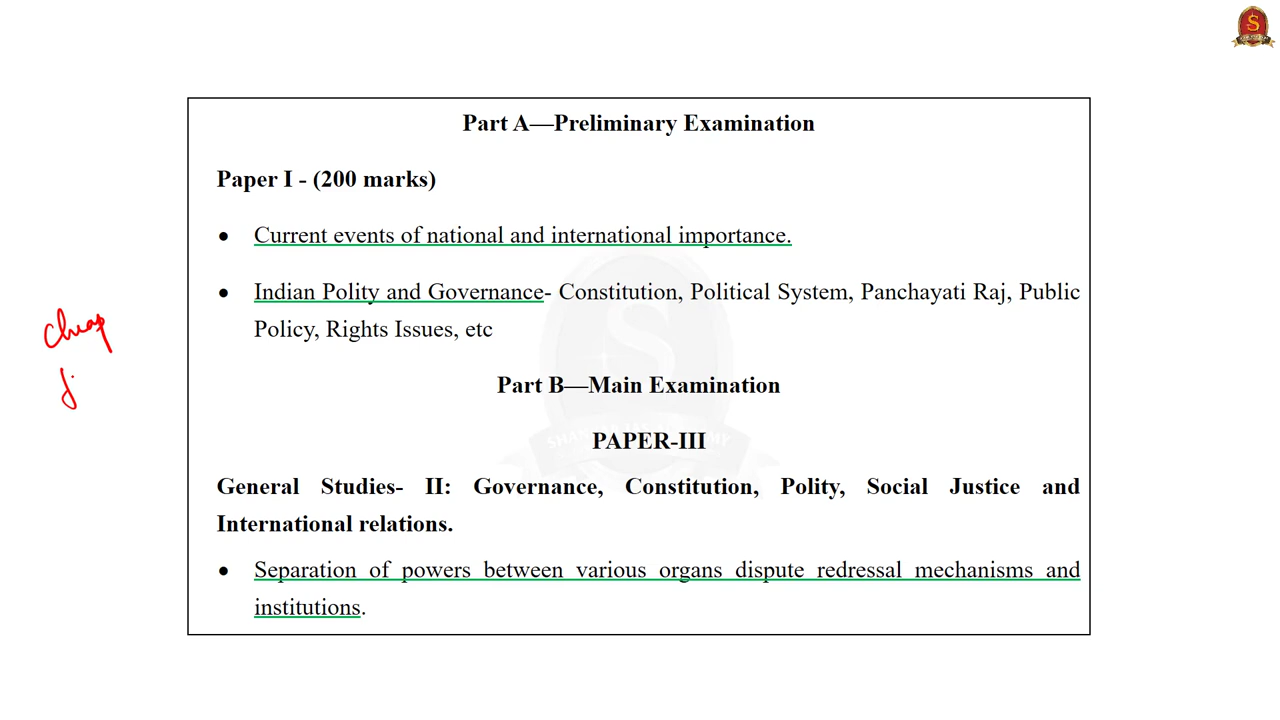 Part A—Preliminary Examination
Paper I - (200 marks)
● Current events of national and international importance.
● Indian Polity and Governance- Constitution, Political System, Panchayati Raj, Public
Policy, Rights Issues, etc
cheap
Part B—Main Examination
PAPER-III
General Studies- II: Governance, Constitution, Polity, Social Justice and
International relations.
● Separation of powers between various organs dispute redressal mechanisms and
institutions.